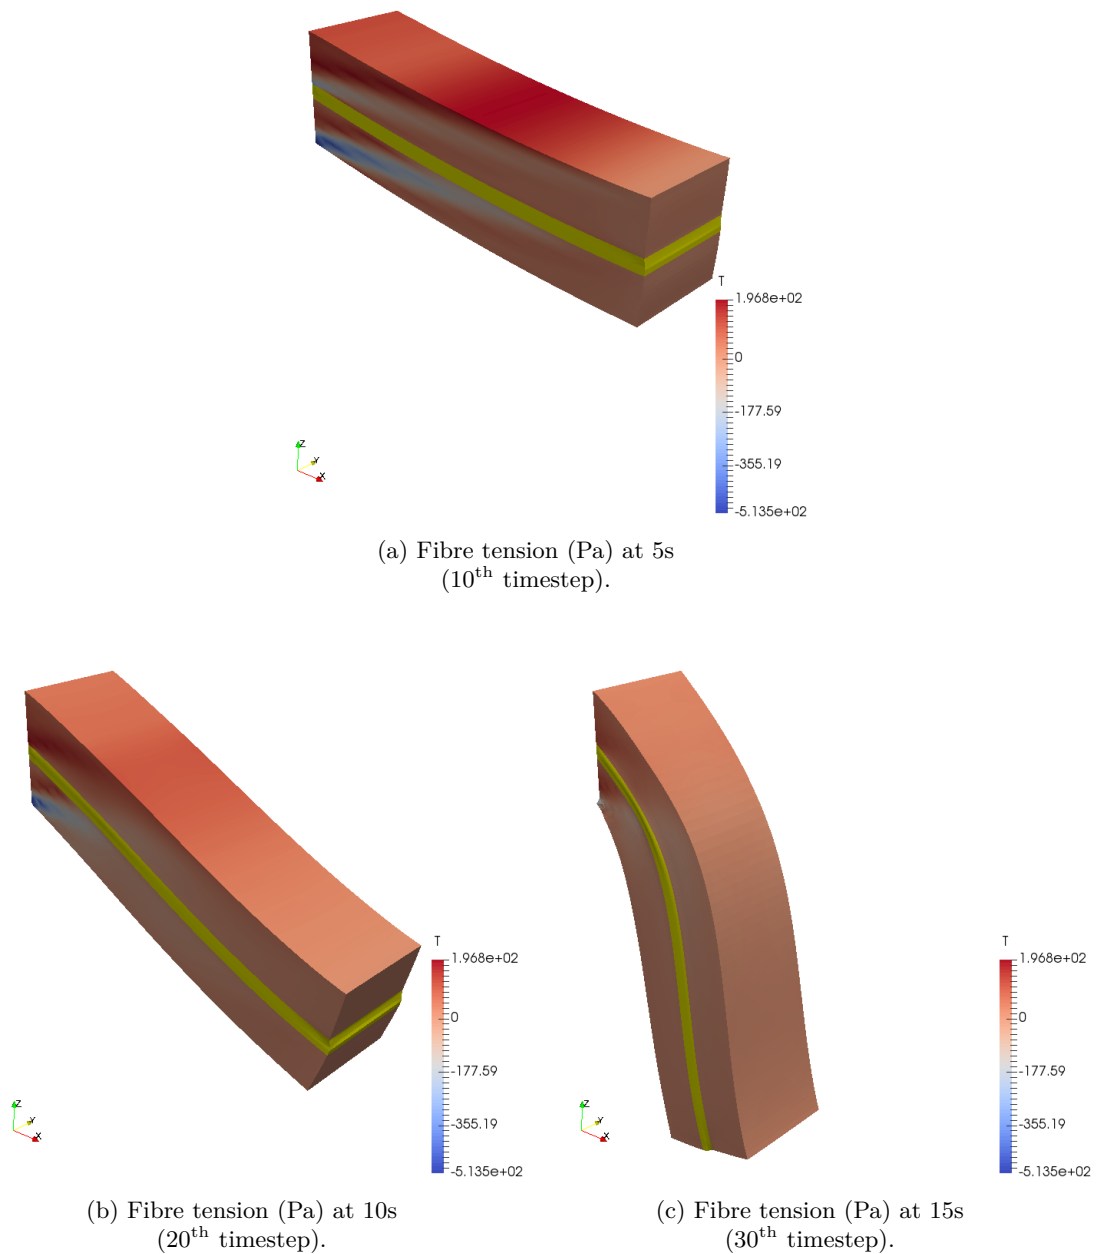 T
1.968e+02
0
-177.59
-355.19
-5.135e+02
Z
Y
X
(a) Fibre tension (Pa) at 5s
(10th timestep).
T
1.968e+02
0
-177.59
-355.19
-5.135e+02
Z
Y
X
(b) Fibre tension (Pa) at 10s
(20th timestep).
T
1.968e+02
0
-177.59
-355.19
-5.135e+02
Z
Y
X
(c) Fibre tension (Pa) at 15s
(30th timestep).